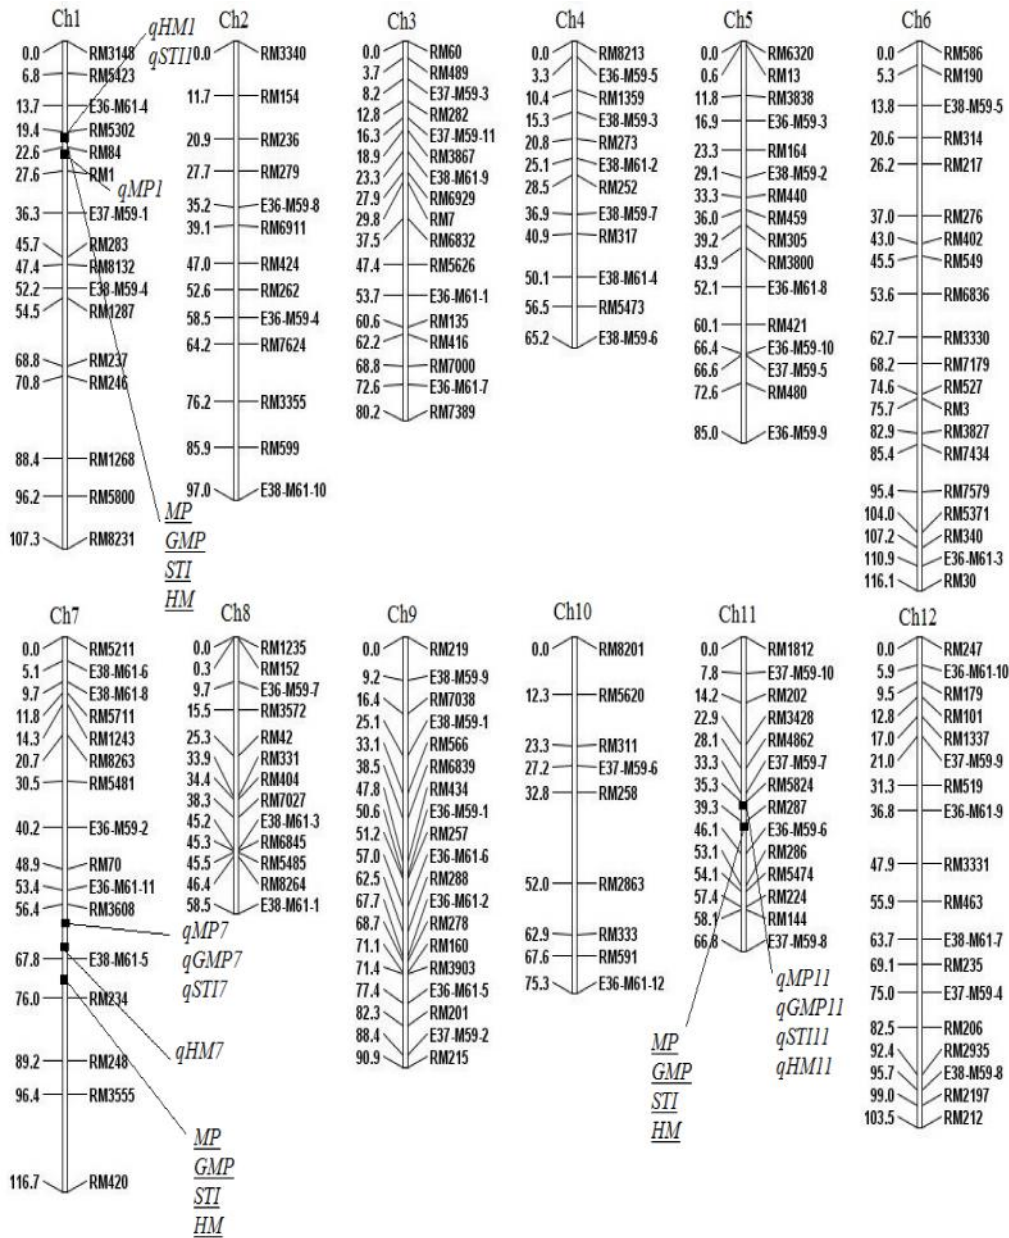 Ch1
qHM1
qSTI1
0.0 RM3148
6.8 RM5423
13.7 E36-M61-4
19.4 RM5302
22.6 RM84
27.6 RM1
qMP1
36.3 E37-M59-1
45.7 RM283
47.4 RM8132
52.2 E38-M59-4
54.5 RM1287
68.8 RM237
70.8 RM246
88.4 RM1268
96.2 RM5800
107.3 RM8231
MP
GMP
STI
HM
Ch2
0.0 RM3340
11.7 RM154
20.9 RM236
27.7 RM279
35.2 E36-M59-8
39.1 RM6911
47.0 RM424
52.6 RM262
58.5 E36-M59-4
64.2 RM7624
76.2 RM3355
85.9 RM599
97.0 E38-M61-10
Ch3
0.0 RM60
3.7 RM489
8.2 E37-M59-3
12.8 RM282
16.3 E37-M59-11
18.9 RM3867
23.3 E38-M61-9
27.9 RM6929
29.8 RM7
37.5 RM6832
47.4 RM5626
53.7 E36-M61-1
60.6 RM135
62.2 RM416
68.8 RM7000
72.6 E36-M61-7
80.2 RM7389
Ch4
0.0 RM8213
3.3 E36-M59-5
10.4 RM1359
15.3 E38-M59-3
20.8 RM273
25.1 E38-M61-2
28.5 RM252
36.9 E38-M59-7
40.9 RM317
50.1 E38-M61-4
56.5 RM5473
65.2 E38-M59-6
Ch5
0.0 RM6320
0.6 RM13
11.8 RM3838
16.9 E36-M59-3
23.3 RM164
29.1 E38-M59-2
33.3 RM440
36.0 RM459
39.2 RM305
43.9 RM3800
52.1 E36-M61-8
60.1 RM421
66.4 E36-M59-10
66.6 E37-M59-5
72.6 RM480
85.0 E36-M59-9
Ch6
0.0 RM586
5.3 RM190
13.8 E38-M59-5
20.6 RM314
26.2 RM217
37.0 RM276
43.0 RM402
45.5 RM549
53.6 RM6836
62.7 RM3330
68.2 RM7179
74.6 RM527
75.7 RM3
82.9 RM3827
85.4 RM7434
95.4 RM7579
104.0 RM5371
107.2 RM340
110.9 E36-M61-3
116.1 RM30
Ch7
0.0 RM5211
5.1 E38-M61-6
9.7 E38-M61-8
11.8 RM5711
14.3 RM1243
20.7 RM8263
30.5 RM5481
40.2 E36-M59-2
48.9 RM70
53.4 E36-M61-11
56.4 RM3608
qMP7
qGMP7
qSTI7
67.8 E38-M61-5
76.0 RM234
qHM7
89.2 RM248
96.4 RM3555
116.7 RM420
MP
GMP
STI
HM
Ch8
0.0 RM1235
0.3 RM152
9.7 E36-M59-7
15.5 RM3572
25.3 RM42
33.9 RM331
34.4 RM404
38.3 RM7027
45.2 E38-M61-3
45.3 RM6845
45.5 RM5485
46.4 RM8264
58.5 E38-M61-1
Ch9
0.0 RM219
9.2 E38-M59-9
16.4 RM7038
25.1 E38-M59-1
33.1 RM566
38.5 RM6839
47.8 RM434
50.6 E36-M59-1
51.2 RM257
57.0 E36-M61-6
62.5 RM288
67.7 E36-M61-2
68.7 RM278
71.1 RM160
71.4 RM3903
77.4 E36-M61-5
82.3 RM201
88.4 E37-M59-2
90.9 RM215
Ch10
0.0 RM8201
12.3 RM5620
23.3 RM311
27.2 E37-M59-6
32.8 RM258
52.0 RM2863
62.9 RM333
67.6 RM591
75.3 E36-M61-12
Ch11
0.0 RM1812
7.8 E37-M59-10
14.2 RM202
22.9 RM3428
28.1 RM4862
33.3 E37-M59-7
35.3 RM5824
39.3 RM287
46.1 E36-M59-6
53.1 RM286
54.1 RM5474
57.4 RM224
58.1 RM144
66.8 E37-M59-8
qMP11
qGMP11
qSTI11
qHM11
MP
GMP
STI
HM
Ch12
0.0 RM247
5.9 E36-M61-10
9.5 RM179
12.8 RM101
17.0 RM1337
21.0 E37-M59-9
31.3 RM519
36.8 E36-M61-9
47.9 RM3331
55.9 RM463
63.7 E38-M61-7
69.1 RM235
75.0 E37-M59-4
82.5 RM206
92.4 RM2935
95.7 E38-M59-8
99.0 RM2197
103.5 RM212